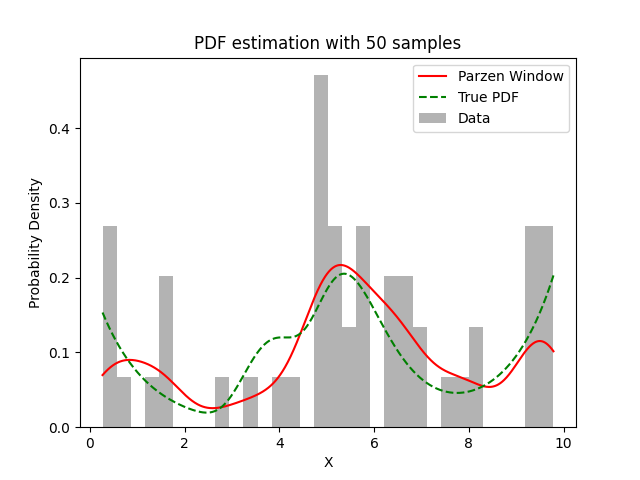 PDF estimation with 50 samples
Parzen Window
True PDF
Data
Probability Density
0.4
0.3
0.2
0.1
0.0
0 2 4 6 8 10
X